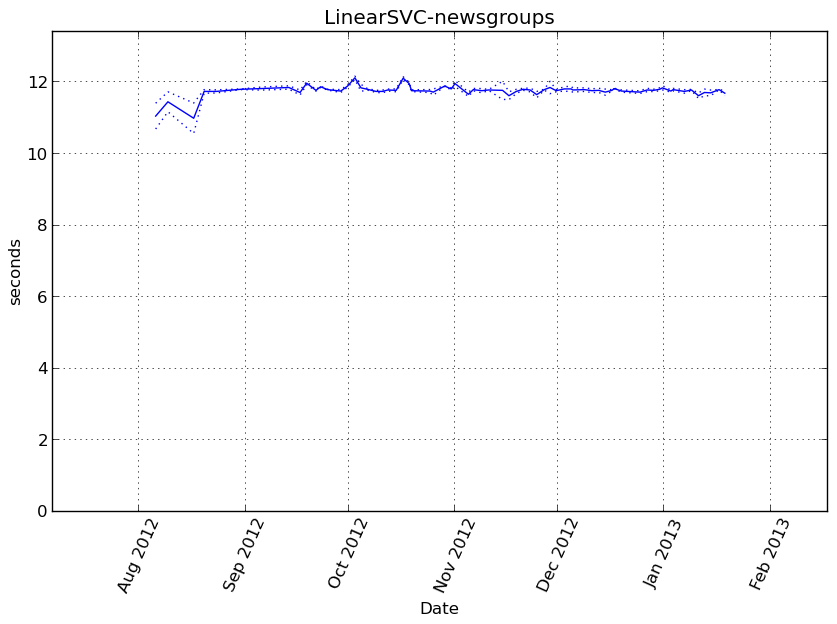 LinearSVC-newsgroups
seconds
12
10
8
6
4
2
0
Aug 2012
Sep 2012
Oct 2012
Nov 2012
Dec 2012
Jan 2013
Feb 2013
Date